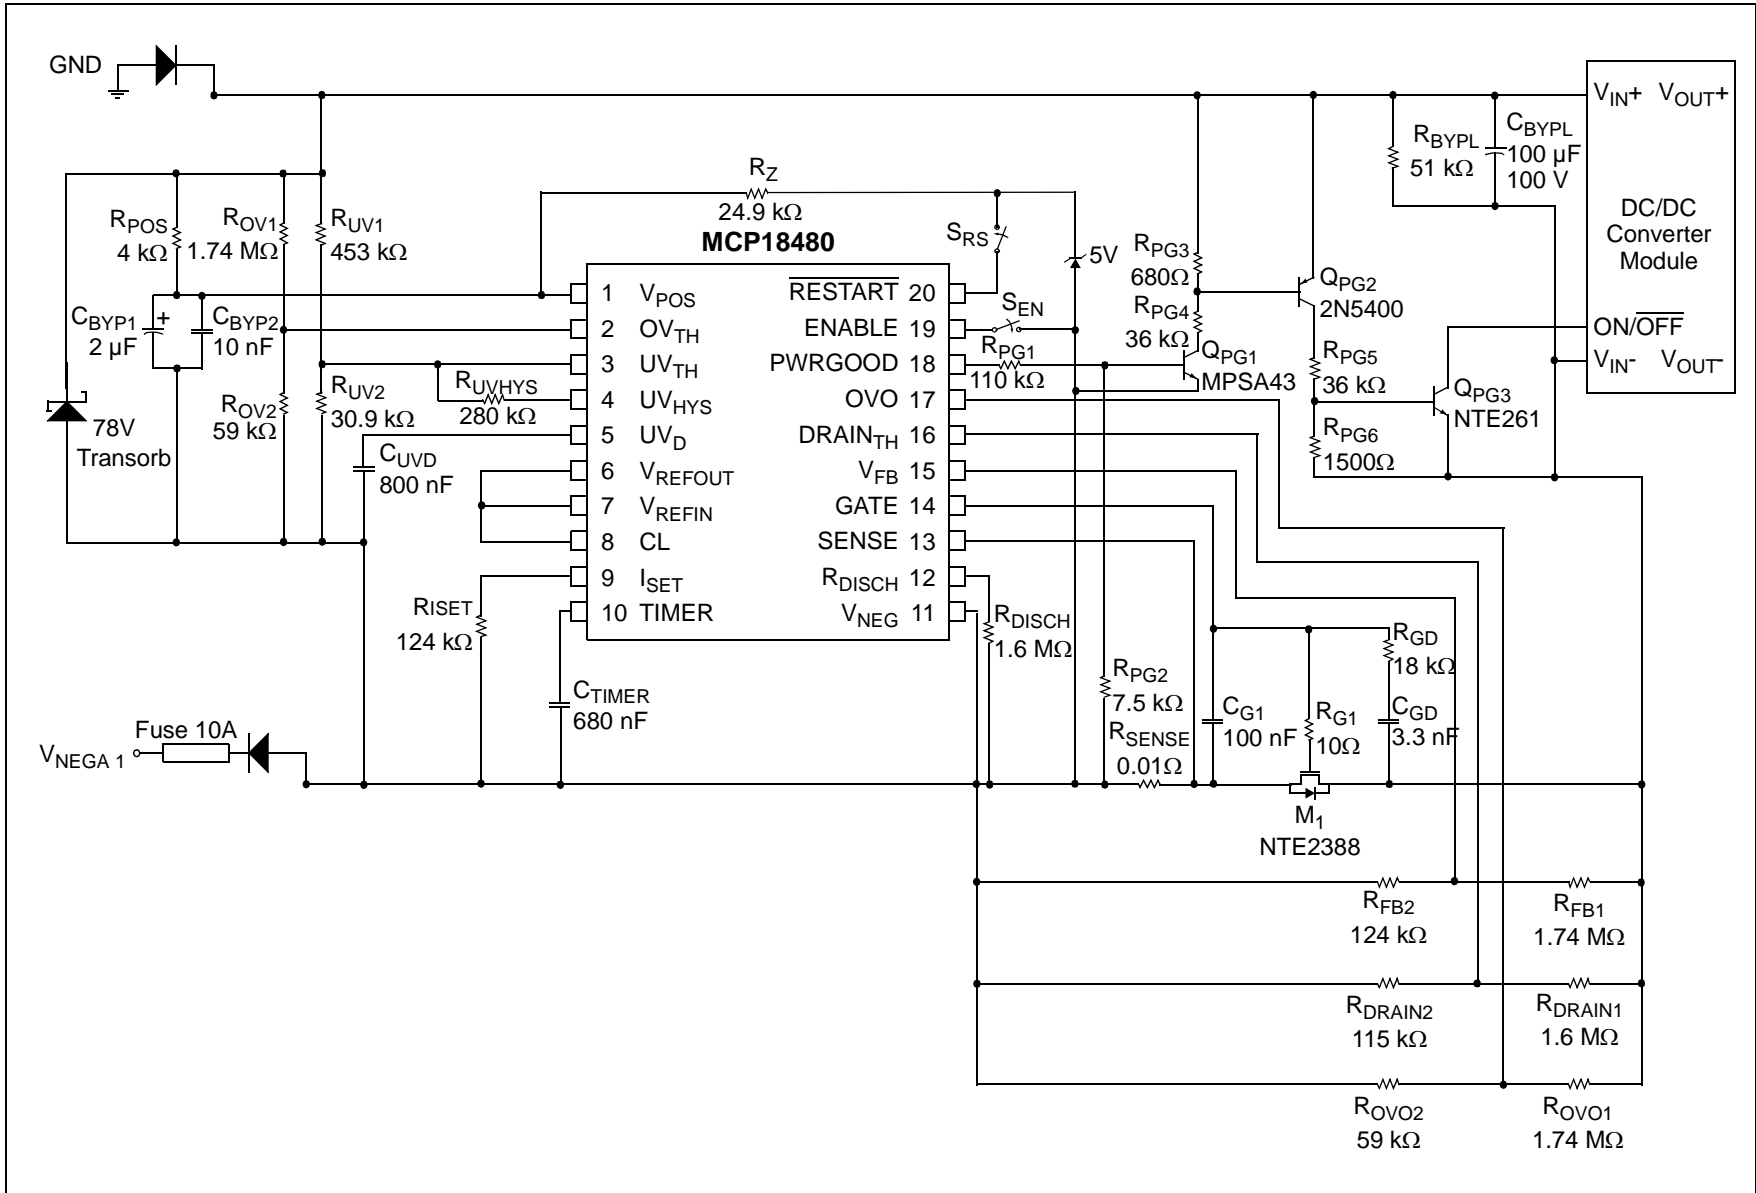 GND
VIN+ VOUT+
RBYPL
51 kΩ
CBYPL
100 µF
100 V
DC/DC
Converter
Module
ON/OFF
VIN- VOUT-
RZ
24.9 kΩ
MCP18480
SRS
5V
RPOS
4 kΩ
ROV1
1.74 MΩ
RUV1
453 kΩ
RPG3
680Ω
QPG2
2N5400
CBYP1
+
2 µF
CBYP2
10 nF
RPG4
36 kΩ
SEN
RPG1
110 kΩ
QPG1
MPSA43
RPG5
36 kΩ
QPG3
NTE261
RPG6
1500Ω
1 VPOS
2 OVTH
3 UVTH
4 UVHYS
5 UVD
6 VREFOUT
7 VREFIN
8 CL
9 ISET
10 TIMER
RESTART 20
ENABLE 19
PWRGOOD 18
OVO 17
DRAINTH 16
VFB 15
GATE 14
SENSE 13
RDISCH 12
VNEG 11
RUVHYS
280 kΩ
RUV2
30.9 kΩ
ROV2
59 kΩ
78V
Transorb
CUVD
800 nF
RISET
124 kΩ
CTIMER
680 nF
RDISCH
1.6 MΩ
RPG2
7.5 kΩ
RSENSE
0.01Ω
CG1
100 nF
RG1
10Ω
RGD
18 kΩ
CGD
3.3 nF
Fuse 10A
VNEGA 1
M1
NTE2388
RFB2
124 kΩ
RFB1
1.74 MΩ
RDRAIN2
115 kΩ
RDRAIN1
1.6 MΩ
ROVO2
59 kΩ
ROVO1
1.74 MΩ